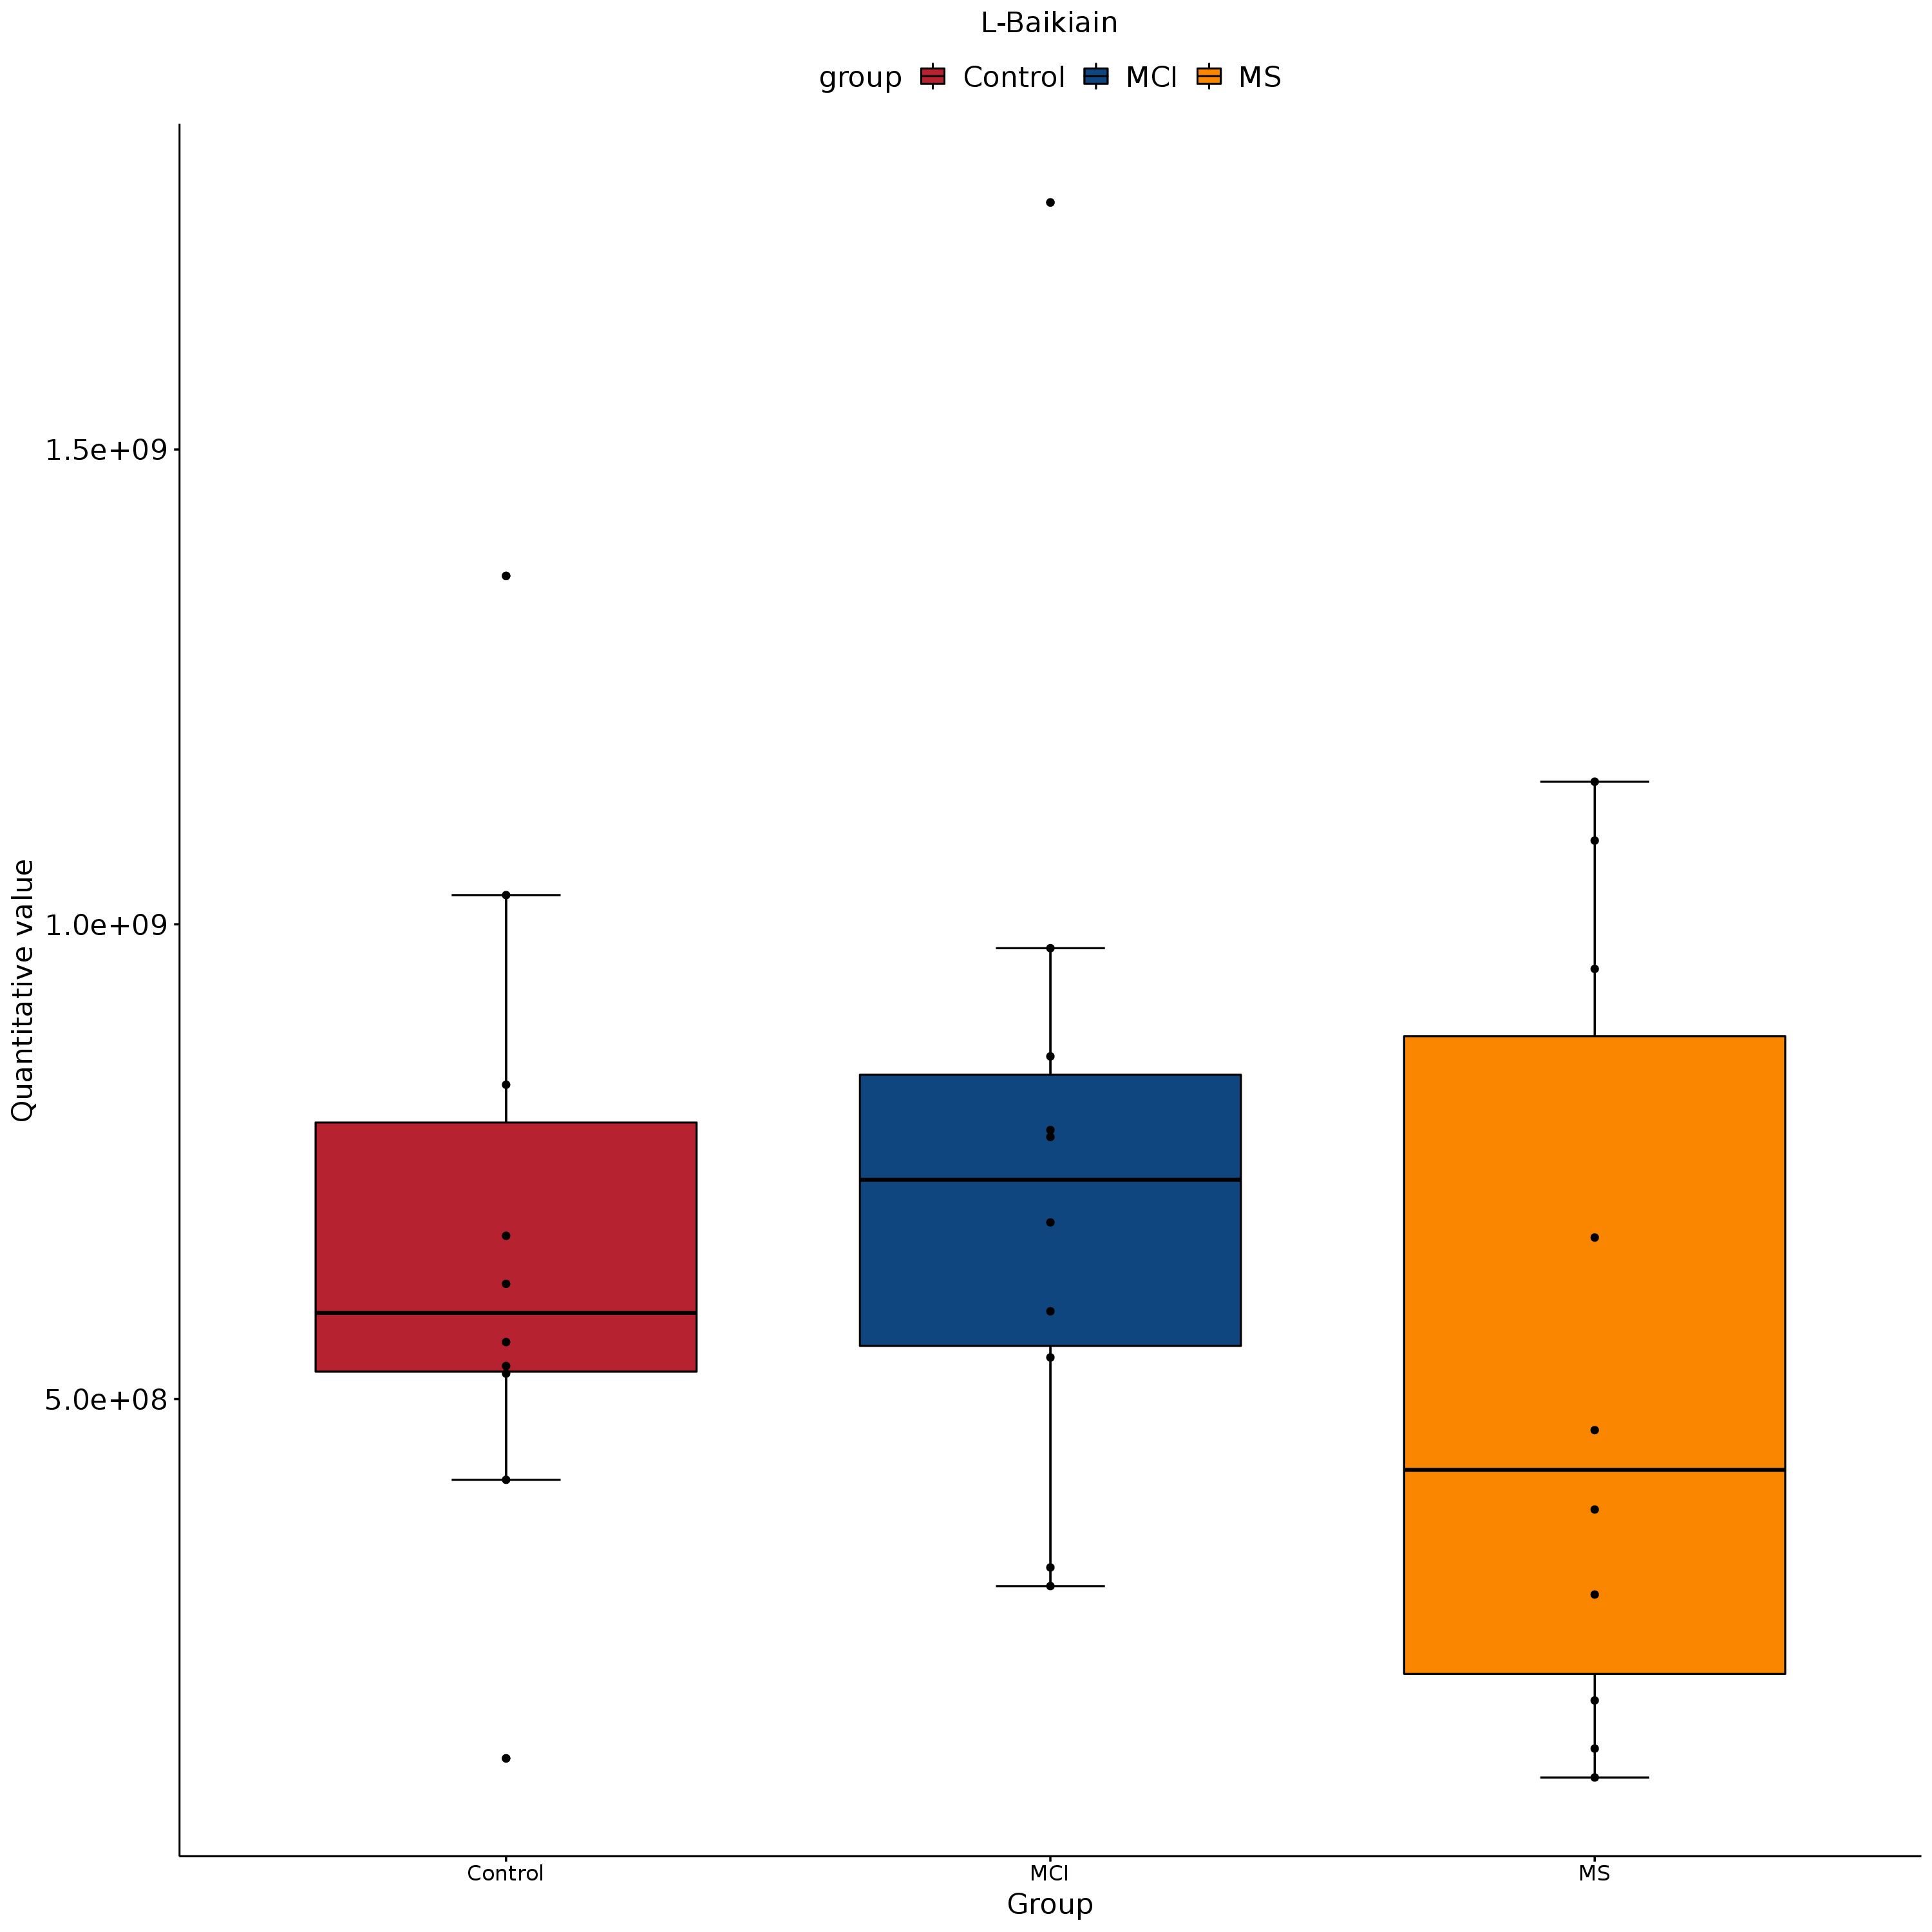 L-Baikiain
group Control MCI MS
Quantitative value
1.5e+09
1.0e+09
5.0e+08
Control MCI MS
Group